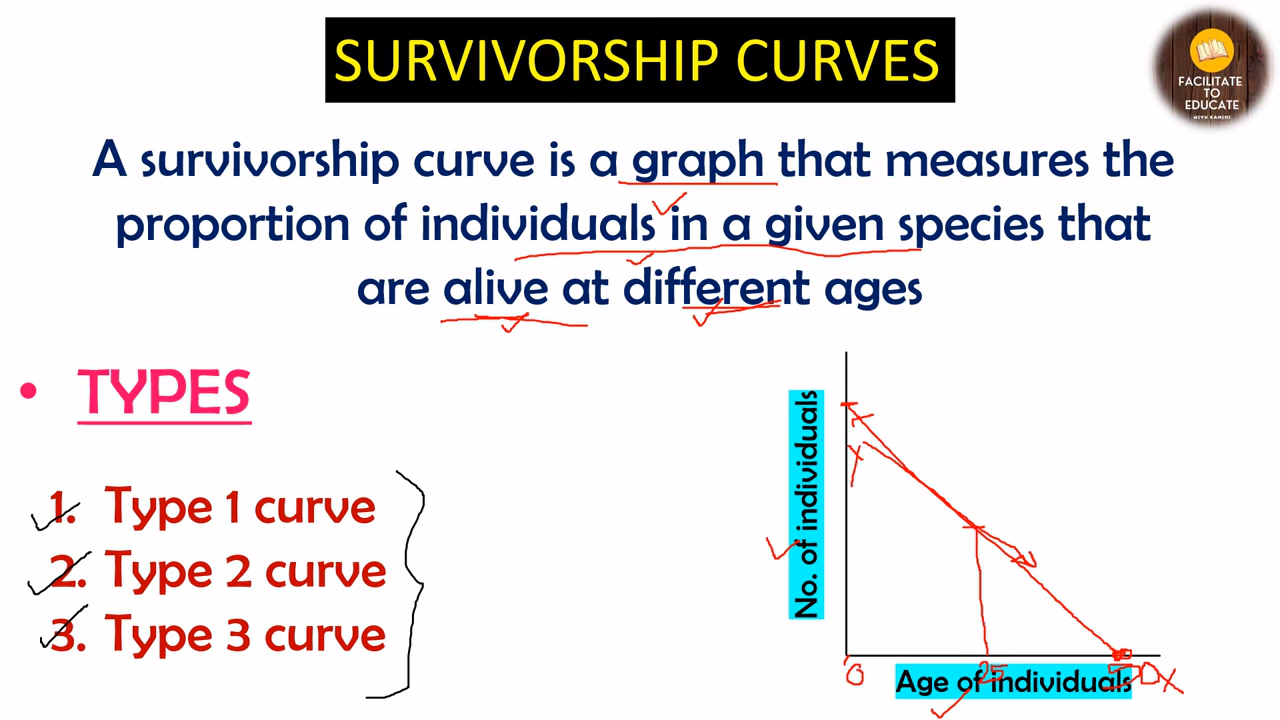 SURVIVORSHIP CURVES
FACILITATE
TO
EDUCATE
WITH KAMINI
A survivorship curve is a graph that measures the
proportion of individuals in a given species that
are alive at different ages
• TYPES
1. Type 1 curve
2. Type 2 curve
3. Type 3 curve
No. of individuals
0
25
Age of individuals